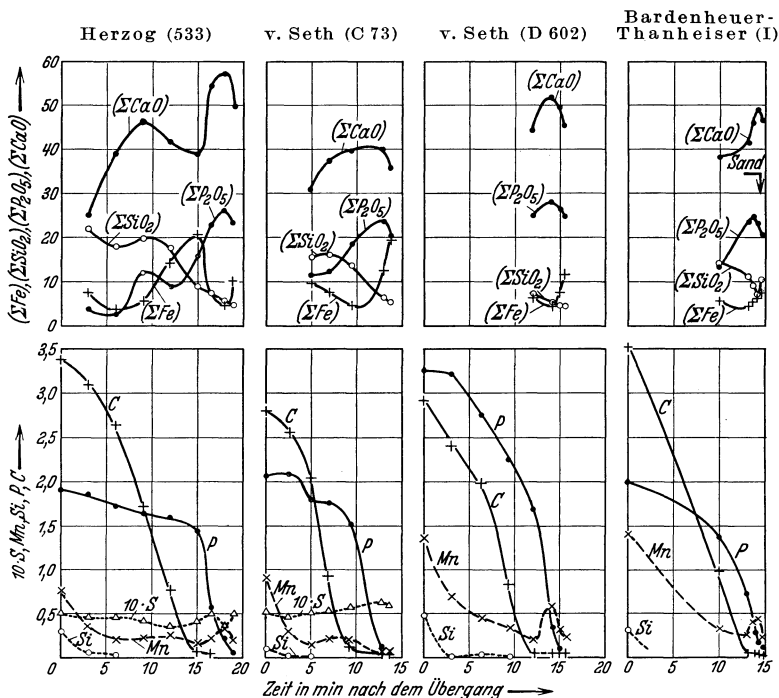 Herzog (533)
v. Seth (C 73)
v. Seth (D 602)
Bardenheuer-
Thanheiser (I)
(ΣFe),(ΣSiO2),(ΣP2O5),(ΣCaO)
60
50
40
30
20
10
0
(ΣCaO)
(ΣSiO2)
(ΣP2O5)
(ΣFe)
(ΣCaO)
(ΣSiO2)
(ΣP2O5)
(ΣFe)
(ΣCaO)
(ΣP2O5)
(ΣSiO2)
(ΣFe)
(ΣCaO)
Sand
(ΣP2O5)
(ΣSiO2)
(ΣFe)
10·S, Mn, Si, P, C
3,5
3,0
2,5
2,0
1,5
1,0
0,5
C
P
10·S
Si
Mn
C
P
Mn
10·S
Si
P
C
Mn
Si
C
P
Mn
Si
0 5 10 15 20
0 5 10 15
0 5 10 15 20
0 5 10 15
Zeit in min nach dem Übergang